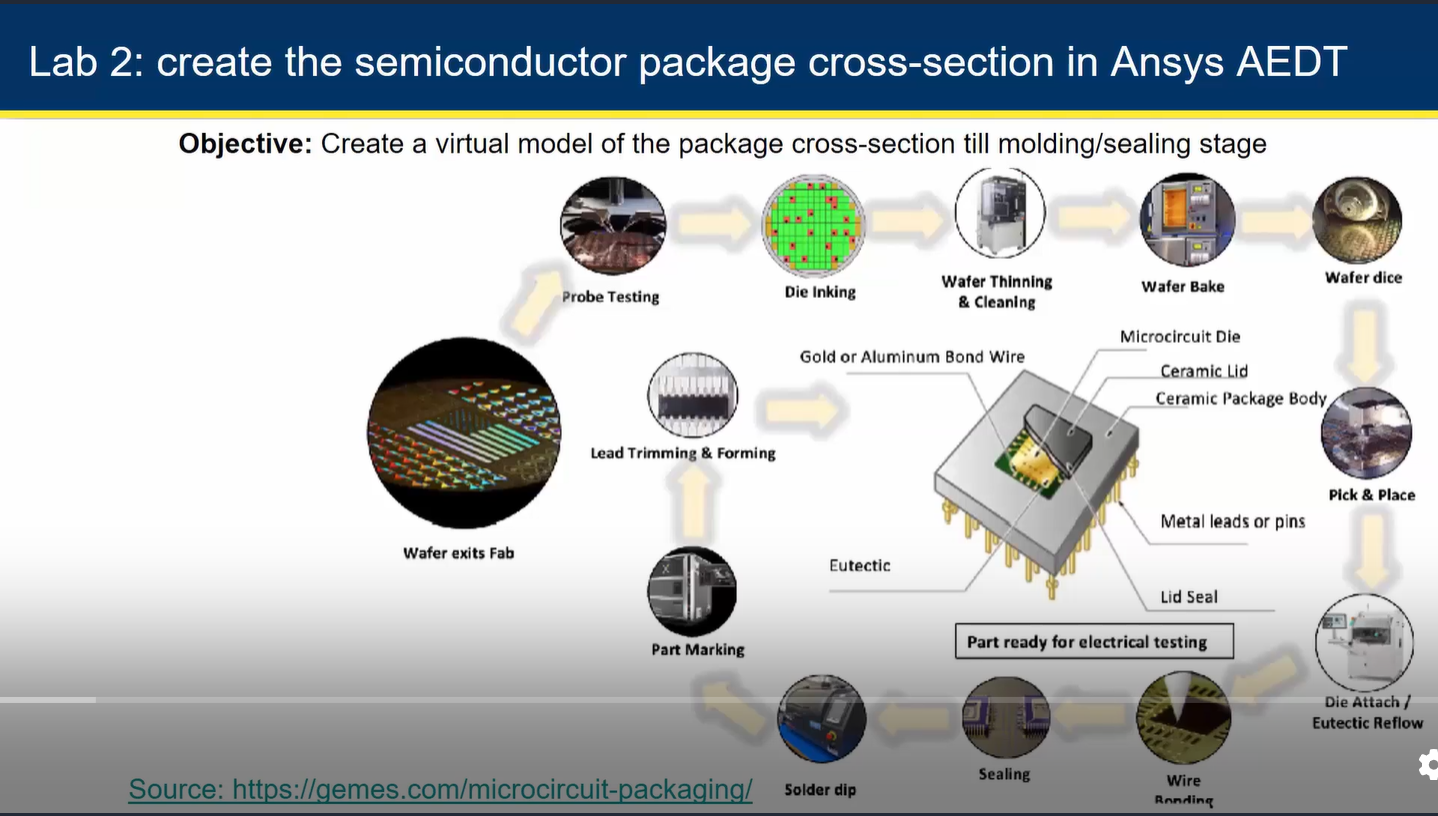 Lab 2: create the semiconductor package cross-section in Ansys AEDT
Objective: Create a virtual model of the package cross-section till molding/sealing stage
Probe Testing
Die Inking
Wafer Thinning
& Cleaning
Wafer Bake
Wafer dice
Pick & Place
Die Attach /
Eutectic Reflow
Wire
Bonding
Sealing
Solder dip
Part Marking
Lead Trimming & Forming
Wafer exits Fab
Gold or Aluminum Bond Wire
Microcircuit Die
Ceramic Lid
Ceramic Package Body
Metal leads or pins
Eutectic
Lid Seal
Part ready for electrical testing
Source: https://gemes.com/microcircuit-packaging/